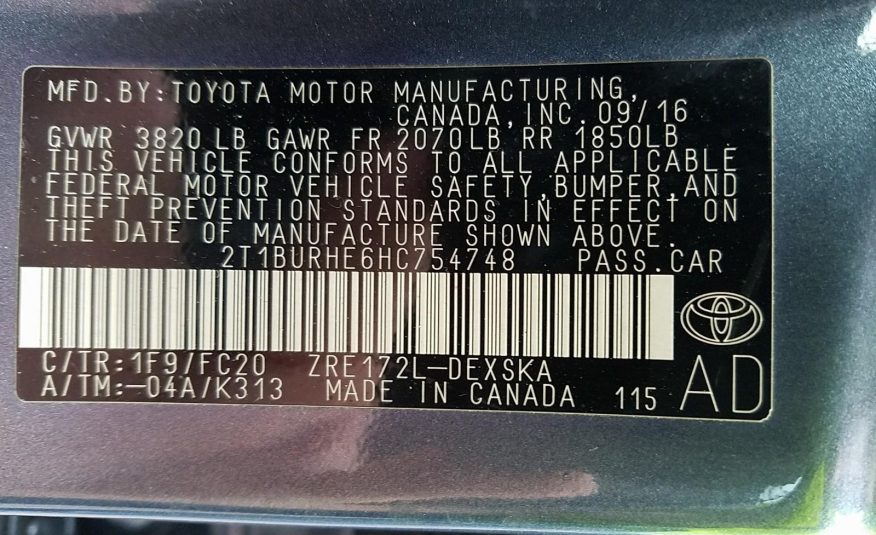 MFD.BY:TOYOTA MOTOR MANUFACTURING,
CANADA,INC. 09/16
GVWR 3820 LB GAWR FR 2070LB RR 1850LB
THIS VEHICLE CONFORMS TO ALL APPLICABLE
FEDERAL MOTOR VEHICLE SAFETY,BUMPER,AND
THEFT PREVENTION STANDARDS IN EFFECT ON
THE DATE OF MANUFACTURE SHOWN ABOVE.
2T1BURHE6HC754748 PASS.CAR
C/TR:1F9/FC20 ZRE172L-DEXSKA
A/TM:-04A/K313 MADE IN CANADA 115 AD